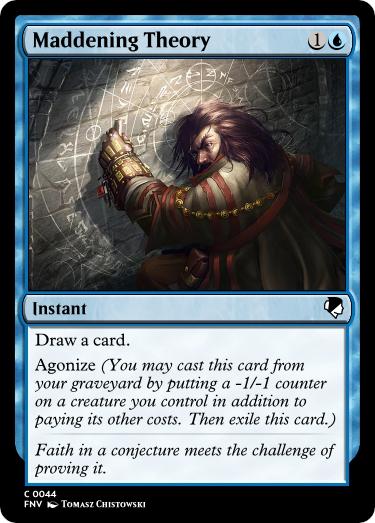 Maddening Theory 1
Instant
Draw a card.
Agonize (You may cast this card from
your graveyard by putting a -1/-1 counter
on a creature you control in addition to
paying its other costs. Then exile this card.)
Faith in a conjecture meets the challenge of
proving it.
C 0044
FNV Tomasz Chistowski